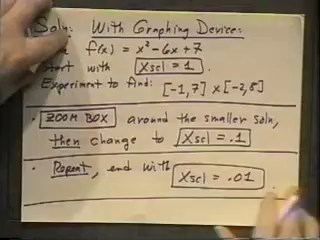 Soln: With Graphing Device:
f(x) = x² - 6x + 7
Start with Xscl = 1.
Experiment to find: [-1,7] x [-2,8]
• ZOOM BOX around the smaller soln,
then change to Xscl = .1
• Repeat, end with Xscl = .01